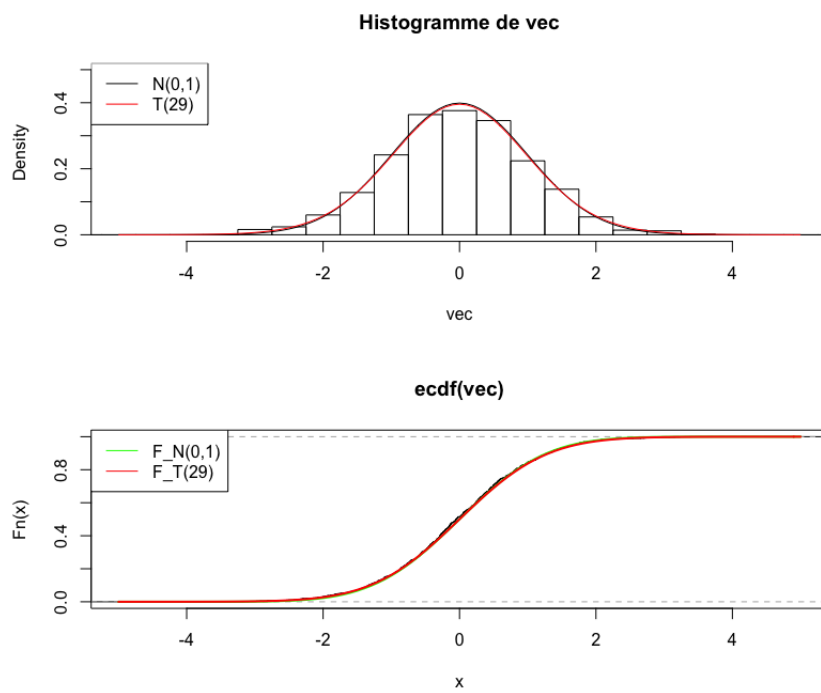 Histogramme de vec
N(0,1)
T(29)
Density
0.0
0.2
0.4
-4
-2
0
2
4
vec
ecdf(vec)
F_N(0,1)
F_T(29)
Fn(x)
0.0
0.4
0.8
-4
-2
0
2
4
x